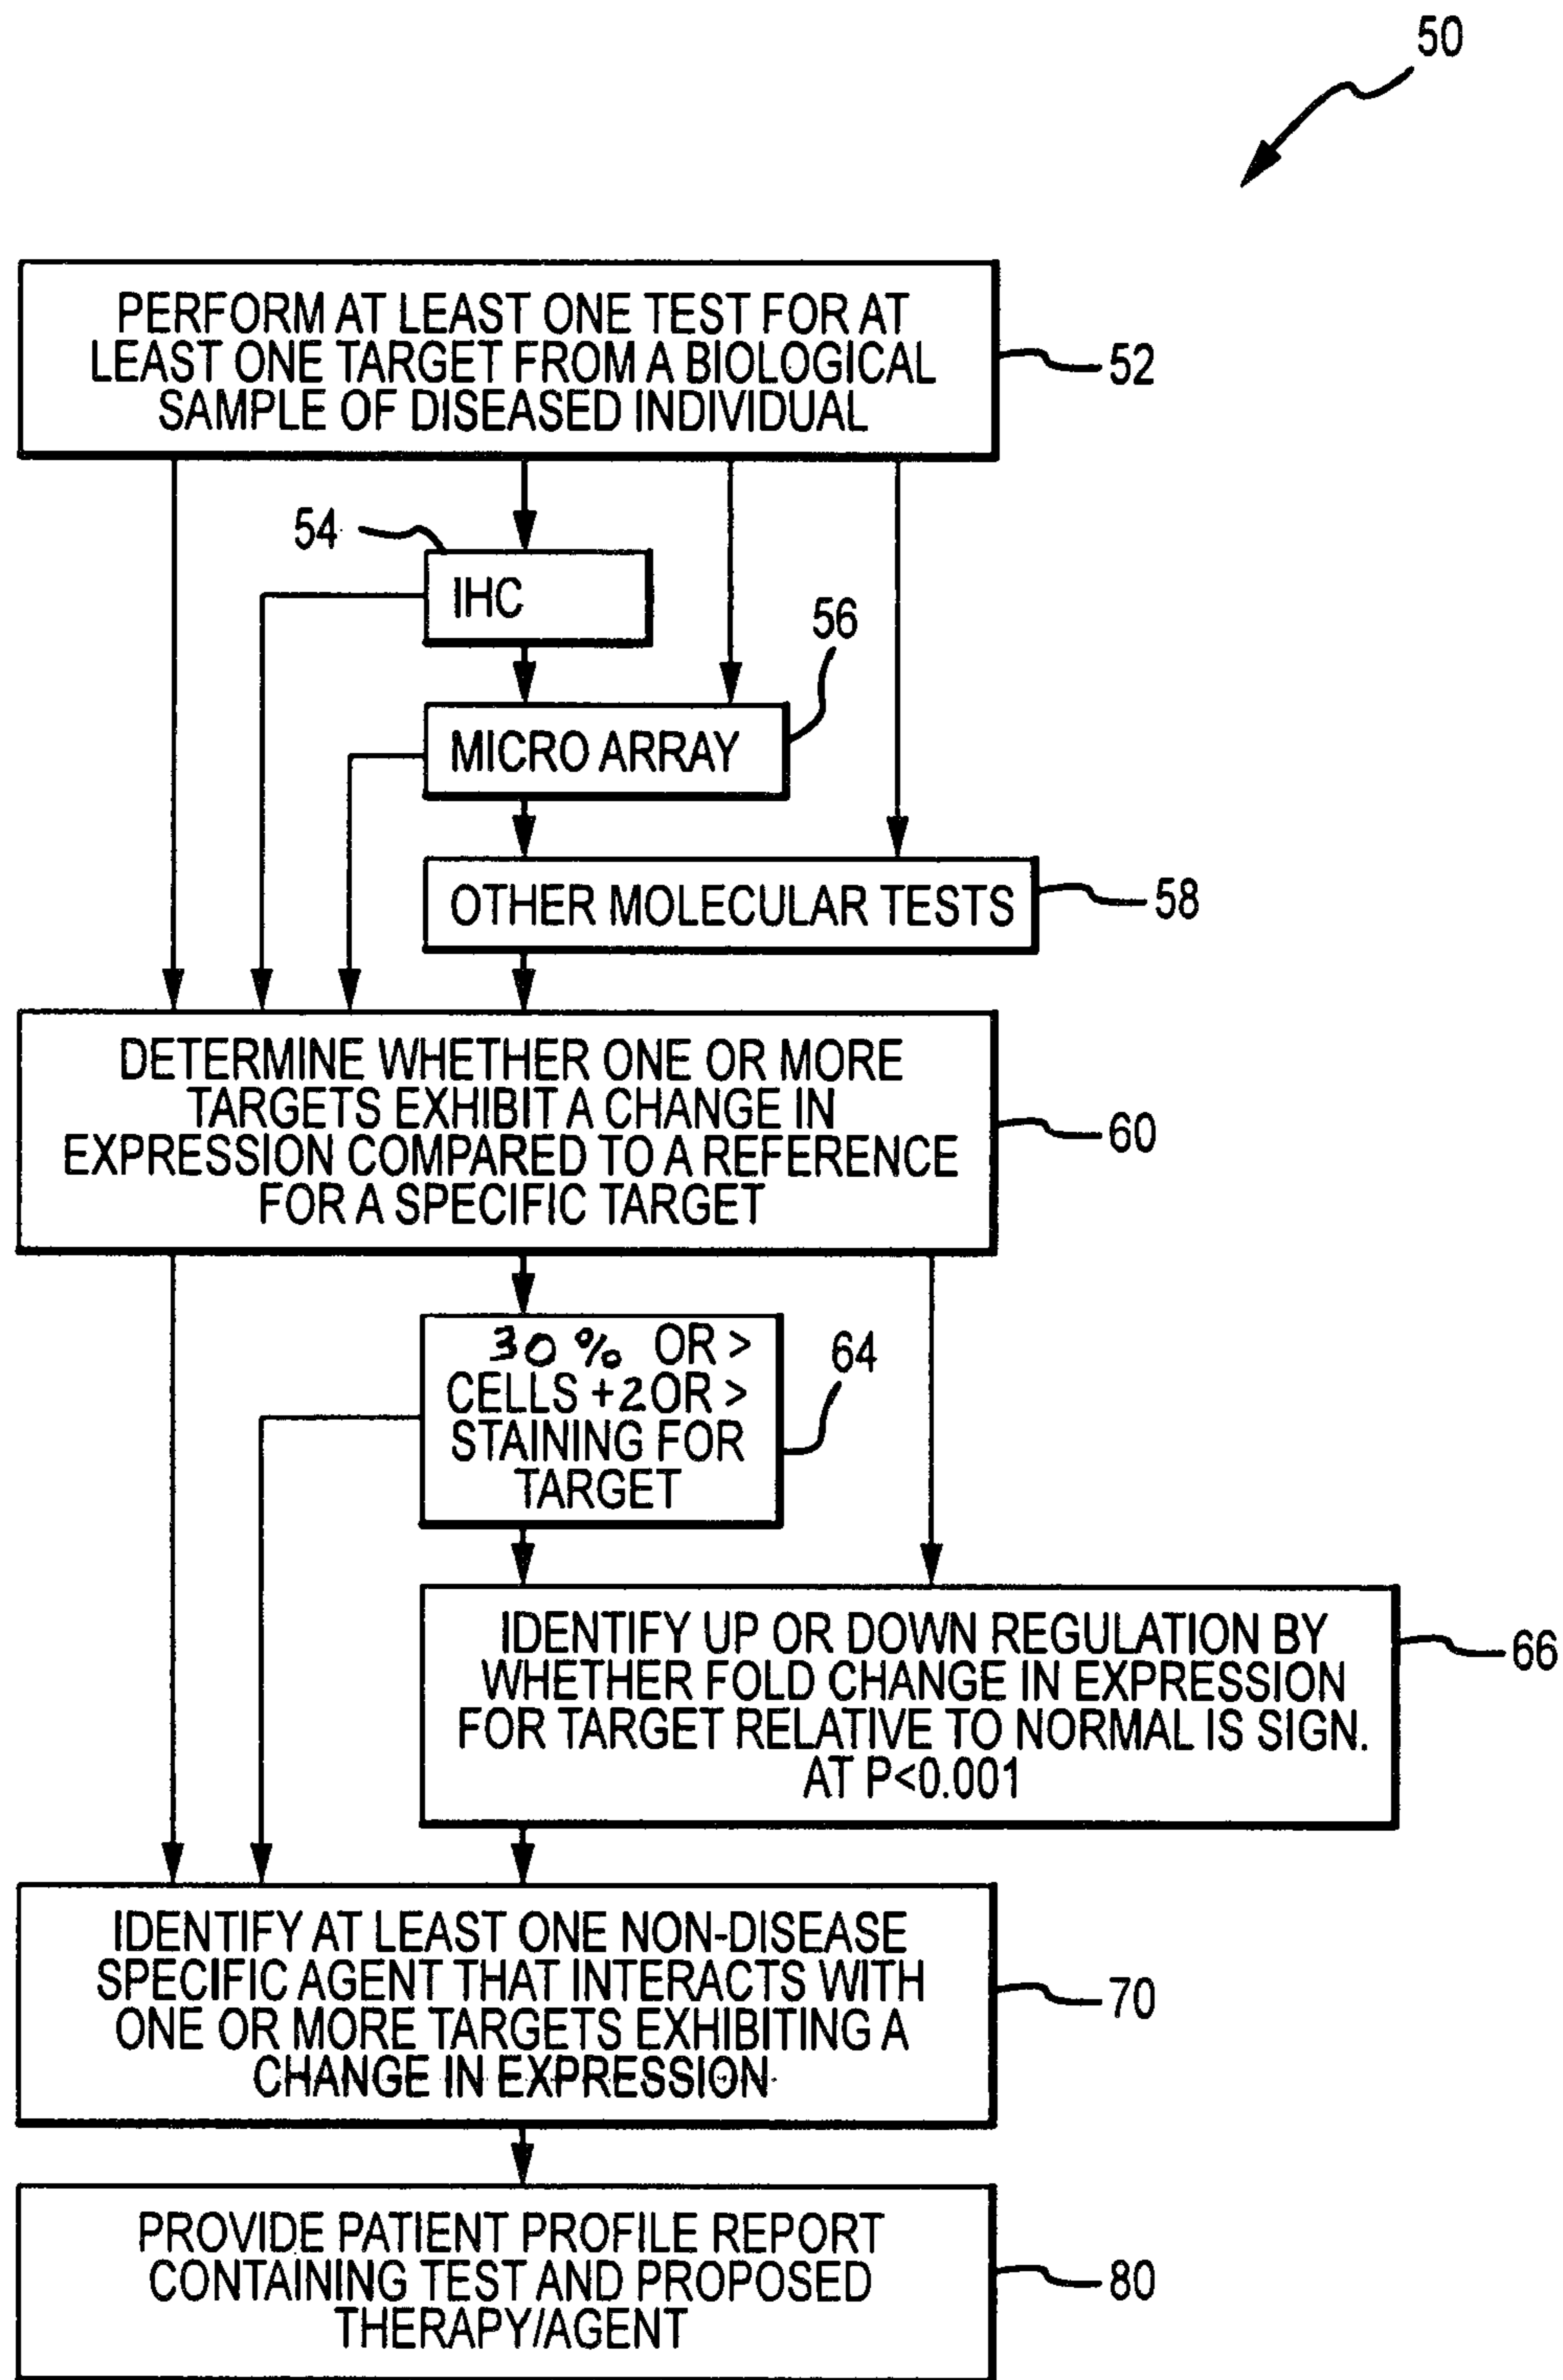 50
PERFORM AT LEAST ONE TEST FOR AT
LEAST ONE TARGET FROM A BIOLOGICAL
SAMPLE OF DISEASED INDIVIDUAL
52
54
IHC
56
MICRO ARRAY
OTHER MOLECULAR TESTS
58
DETERMINE WHETHER ONE OR MORE
TARGETS EXHIBIT A CHANGE IN
EXPRESSION COMPARED TO A REFERENCE
FOR A SPECIFIC TARGET
60
30 % OR >
CELLS +2 OR >
STAINING FOR
TARGET
64
IDENTIFY UP OR DOWN REGULATION BY
WHETHER FOLD CHANGE IN EXPRESSION
FOR TARGET RELATIVE TO NORMAL IS SIGN.
AT P<0.001
66
IDENTIFY AT LEAST ONE NON-DISEASE
SPECIFIC AGENT THAT INTERACTS WITH
ONE OR MORE TARGETS EXHIBITING A
CHANGE IN EXPRESSION
70
PROVIDE PATIENT PROFILE REPORT
CONTAINING TEST AND PROPOSED
THERAPY/AGENT
80